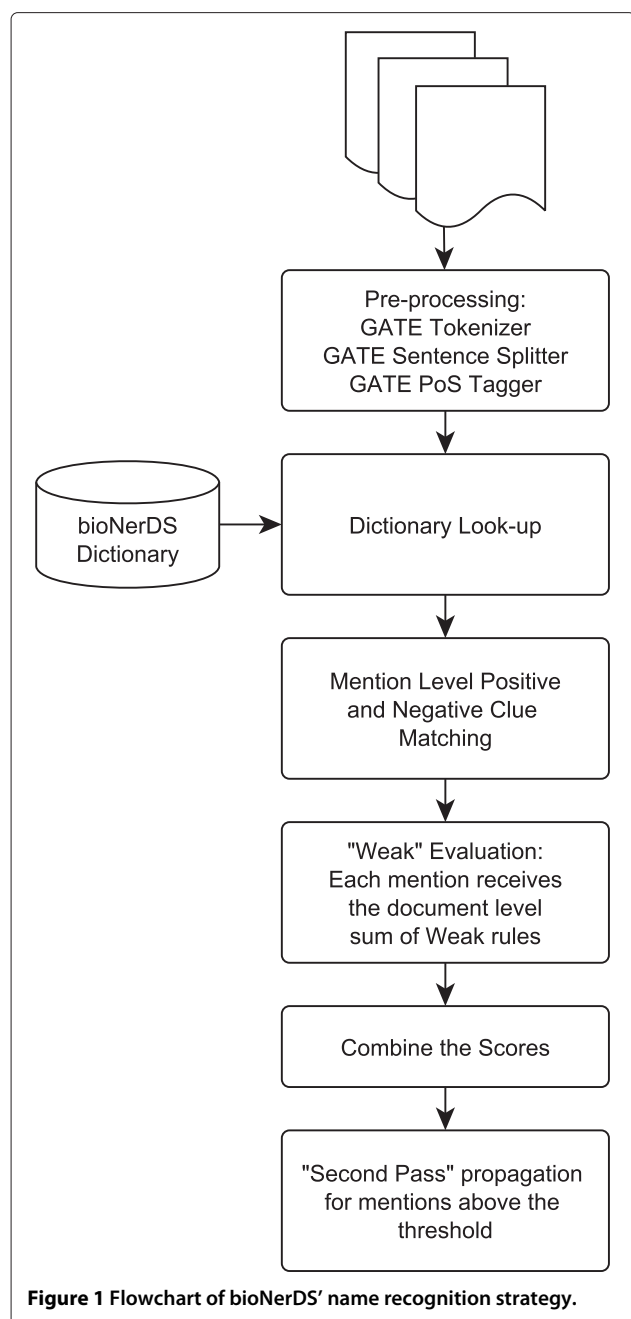 Pre-processing:
GATE Tokenizer
GATE Sentence Splitter
GATE PoS Tagger
bioNerDS
Dictionary
Dictionary Look-up
Mention Level Positive
and Negative Clue
Matching
"Weak" Evaluation:
Each mention receives
the document level
sum of Weak rules
Combine the Scores
"Second Pass" propagation
for mentions above the
threshold
Figure 1 Flowchart of bioNerDS' name recognition strategy.